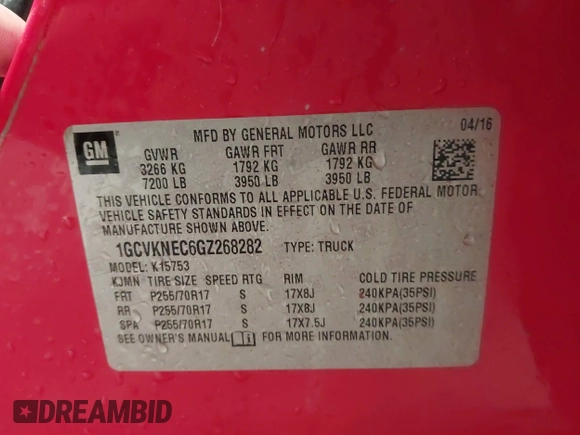 MFD BY GENERAL MOTORS LLC 04/16
GM
GVWR GAWR FRT GAWR RR
3266 KG 1792 KG 1792 KG
7200 LB 3950 LB 3950 LB
THIS VEHICLE CONFORMS TO ALL APPLICABLE U.S. FEDERAL MOTOR
VEHICLE SAFETY STANDARDS IN EFFECT ON THE DATE OF
MANUFACTURE SHOWN ABOVE.
1GCVKNEC6GZ268282 TYPE: TRUCK
MODEL: K15753
KJMN TIRE SIZE SPEED RTG RIM COLD TIRE PRESSURE
FRT P255/70R17 S 17X8J 240KPA(35PSI)
RR P255/70R17 S 17X8J 240KPA(35PSI)
SPA P255/70R17 S 17X7.5J 240KPA(35PSI)
SEE OWNER'S MANUAL FOR MORE INFORMATION.
DREAMBID